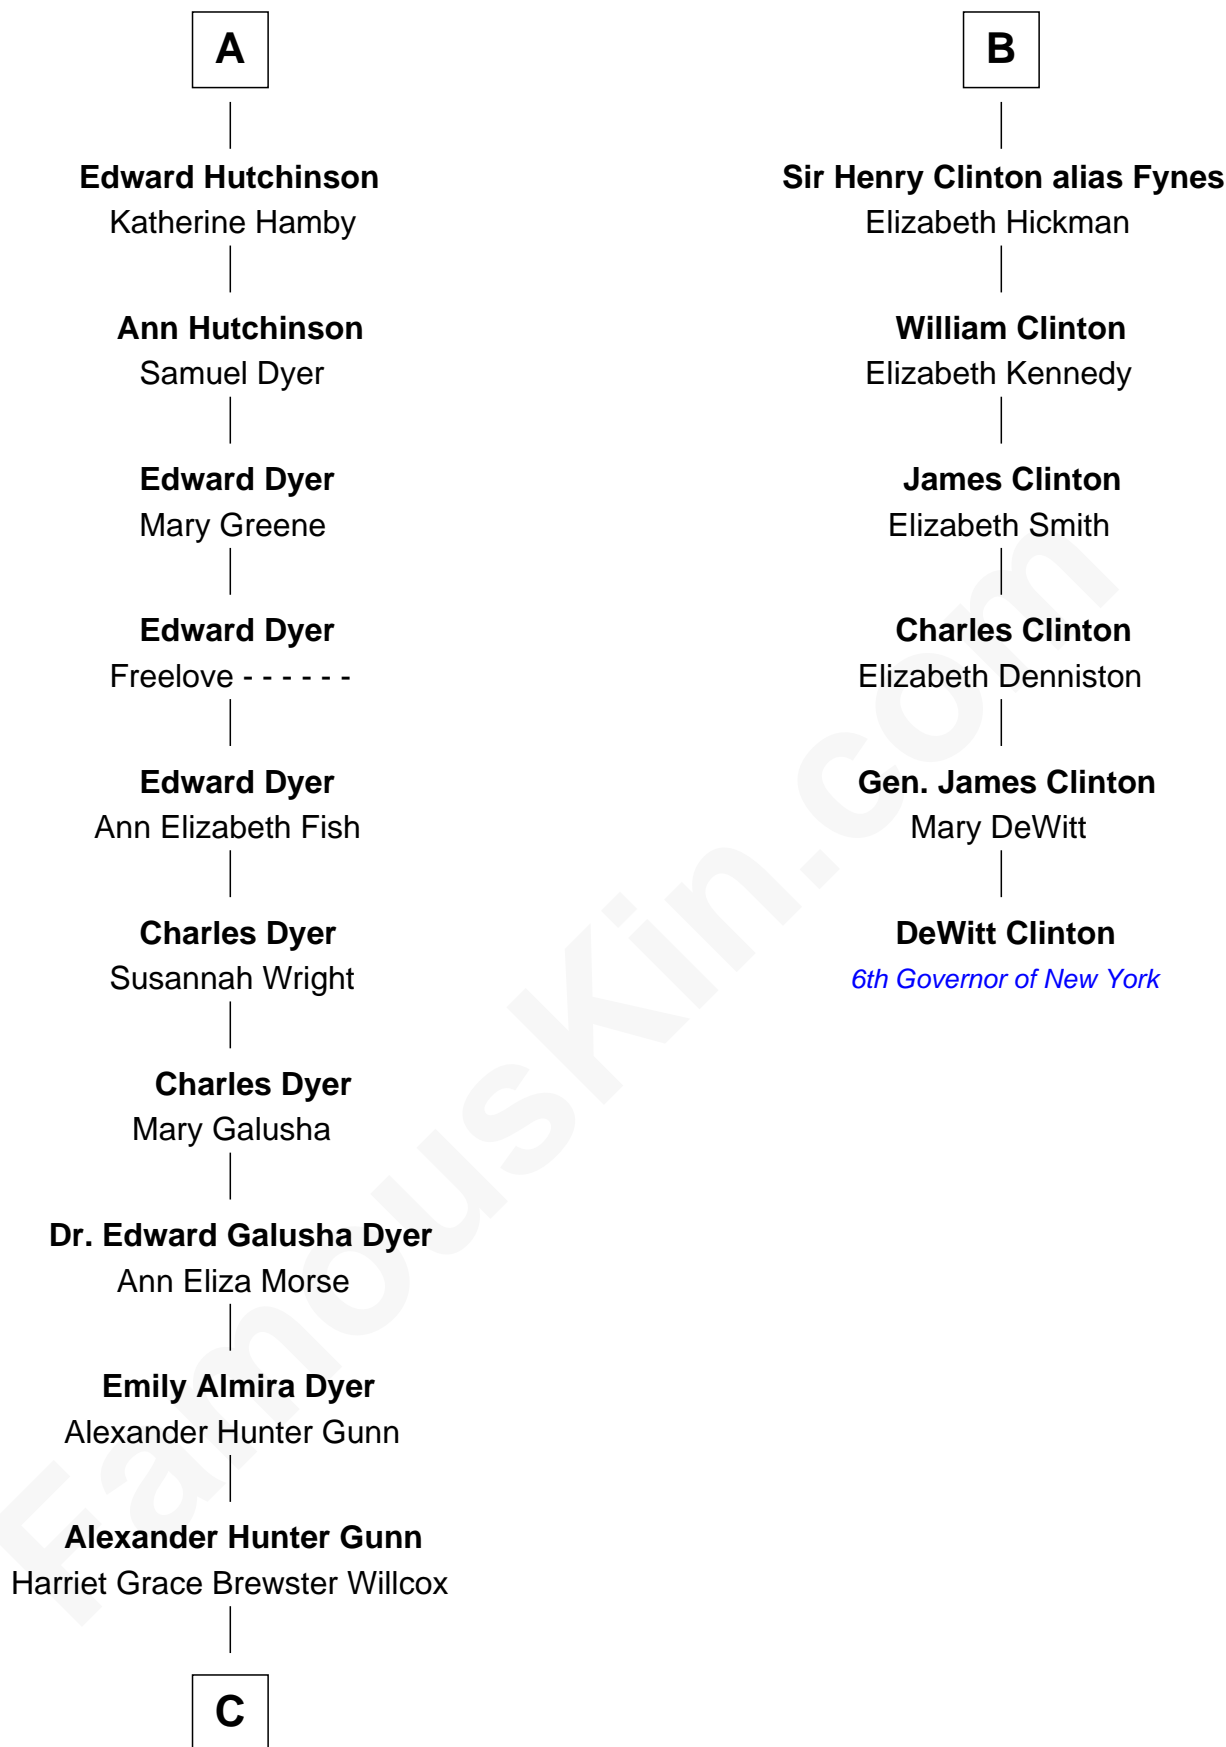 A
Edward Hutchinson
Katherine Hamby
Ann Hutchinson
Samuel Dyer
Edward Dyer
Mary Greene
Edward Dyer
Freelove - - - - - -
Edward Dyer
Ann Elizabeth Fish
Charles Dyer
Susannah Wright
Charles Dyer
Mary Galusha
Dr. Edward Galusha Dyer
Ann Eliza Morse
Emily Almira Dyer
Alexander Hunter Gunn
Alexander Hunter Gunn
Harriet Grace Brewster Willcox
C
B
Sir Henry Clinton alias Fynes
Elizabeth Hickman
William Clinton
Elizabeth Kennedy
James Clinton
Elizabeth Smith
Charles Clinton
Elizabeth Denniston
Gen. James Clinton
Mary DeWitt
DeWitt Clinton
6th Governor of New York
FamousKin.com